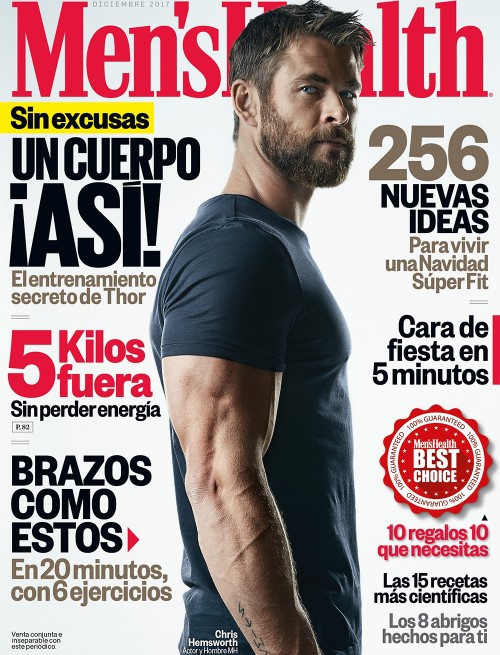 DICIEMBRE 2017
Men'sHealth
Sin excusas
UN CUERPO
¡ASÍ!
El entrenamiento
secreto de Thor
5 Kilos
fuera
Sin perder energía
P.82
BRAZOS
COMO
ESTOS
En 20 minutos,
con 6 ejercicios
Venta conjunta e
inseparable con
este periódico.
Chris
Hemsworth
Actor y Hombre MH
256
NUEVAS
IDEAS
Para vivir
una Navidad
Súper Fit
Cara de
fiesta en
5 minutos
100% GUARANTEED
100% GUARANTEED
100% GUARANTEED
Men'sHealth
BEST
CHOICE
10 regalos 10
que necesitas
Las 15 recetas
más científicas
Los 8 abrigos
hechos para ti